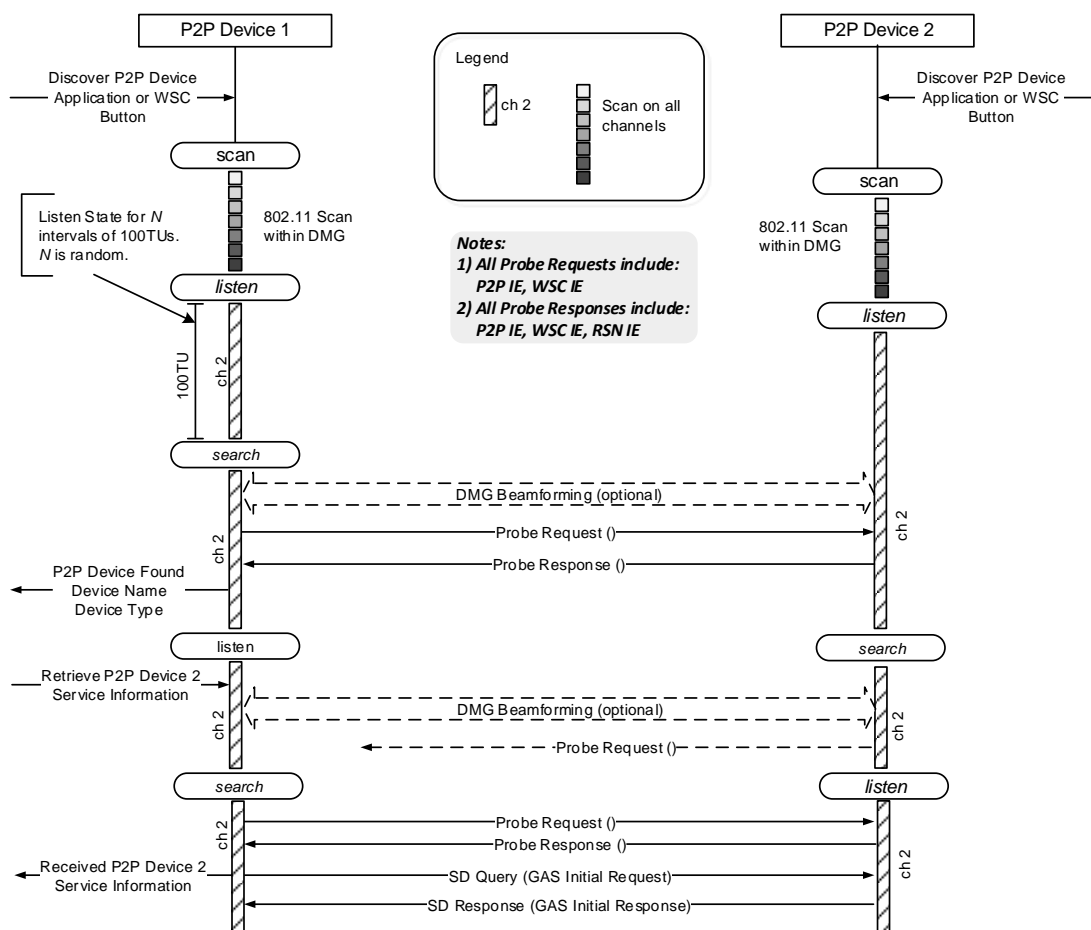 P2P Device 1
P2P Device 2
Discover P2P Device
Application or WSC
Button
Legend
ch 2
Scan on all
channels
Discover P2P Device
Application or WSC
Button
scan
scan
Listen State for N
intervals of 100TUs.
N is random.
802.11 Scan
within DMG
802.11 Scan
within DMG
Notes:
1) All Probe Requests include:
P2P IE, WSC IE
2) All Probe Responses include:
P2P IE, WSC IE, RSN IE
listen
listen
100TU
ch 2
search
DMG Beamforming (optional)
Probe Request ()
ch 2
ch 2
Probe Response ()
P2P Device Found
Device Name
Device Type
listen
search
Retrieve P2P Device 2
Service Information
DMG Beamforming (optional)
ch 2
ch 2
Probe Request ()
search
listen
Probe Request ()
ch 2
Probe Response ()
ch 2
Received P2P Device 2
Service Information
SD Query (GAS Initial Request)
SD Response (GAS Initial Response)